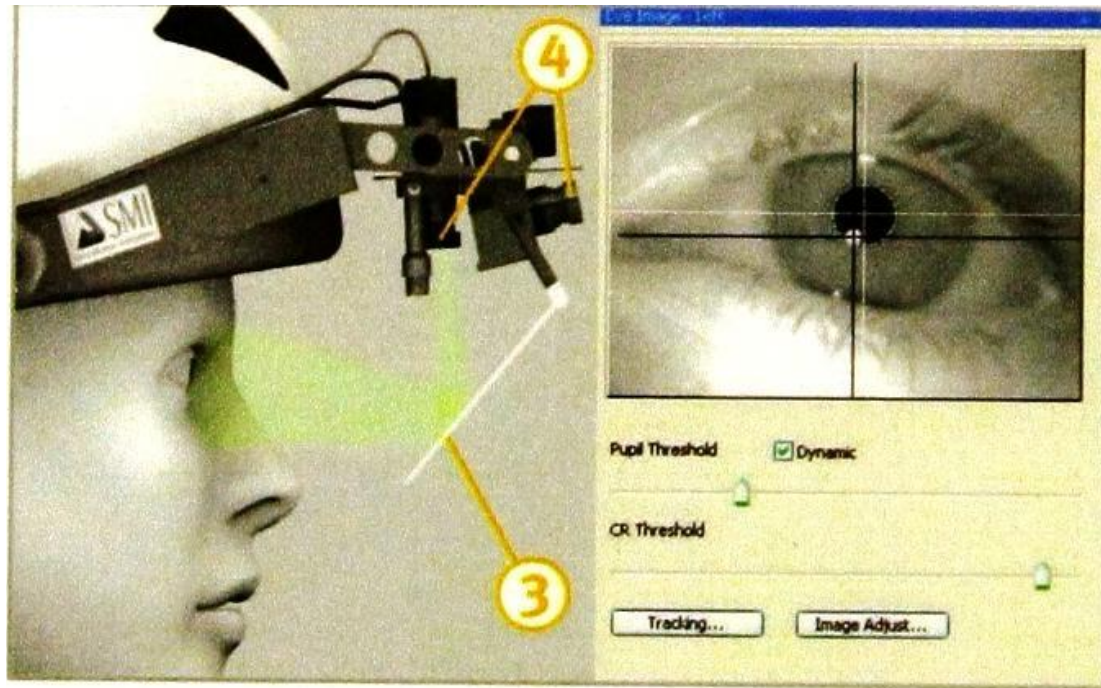 4
SMI
3
Eye Image - Left
Pupil Threshold
Dynamic
CR Threshold
Tracking...
Image Adjust...